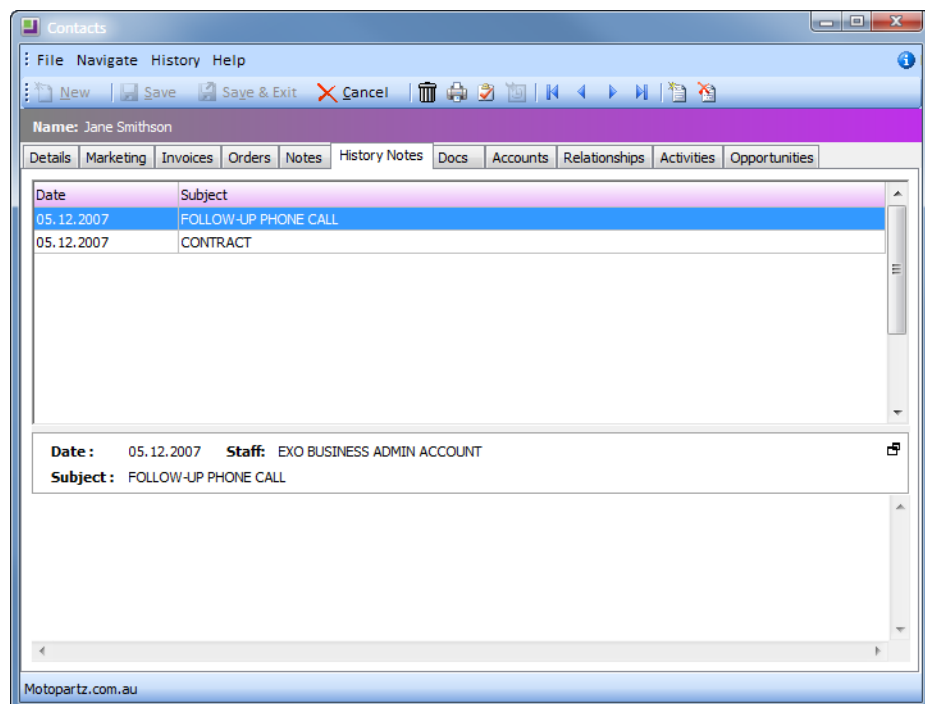 Contacts
File Navigate History Help
New Save Save & Exit Cancel
Name: Jane Smithson
Details Marketing Invoices Orders Notes History Notes Docs Accounts Relationships Activities Opportunities
Date Subject
05.12.2007 FOLLOW-UP PHONE CALL
05.12.2007 CONTRACT
Date : 05.12.2007 Staff: EXO BUSINESS ADMIN ACCOUNT
Subject : FOLLOW-UP PHONE CALL
Motopartz.com.au